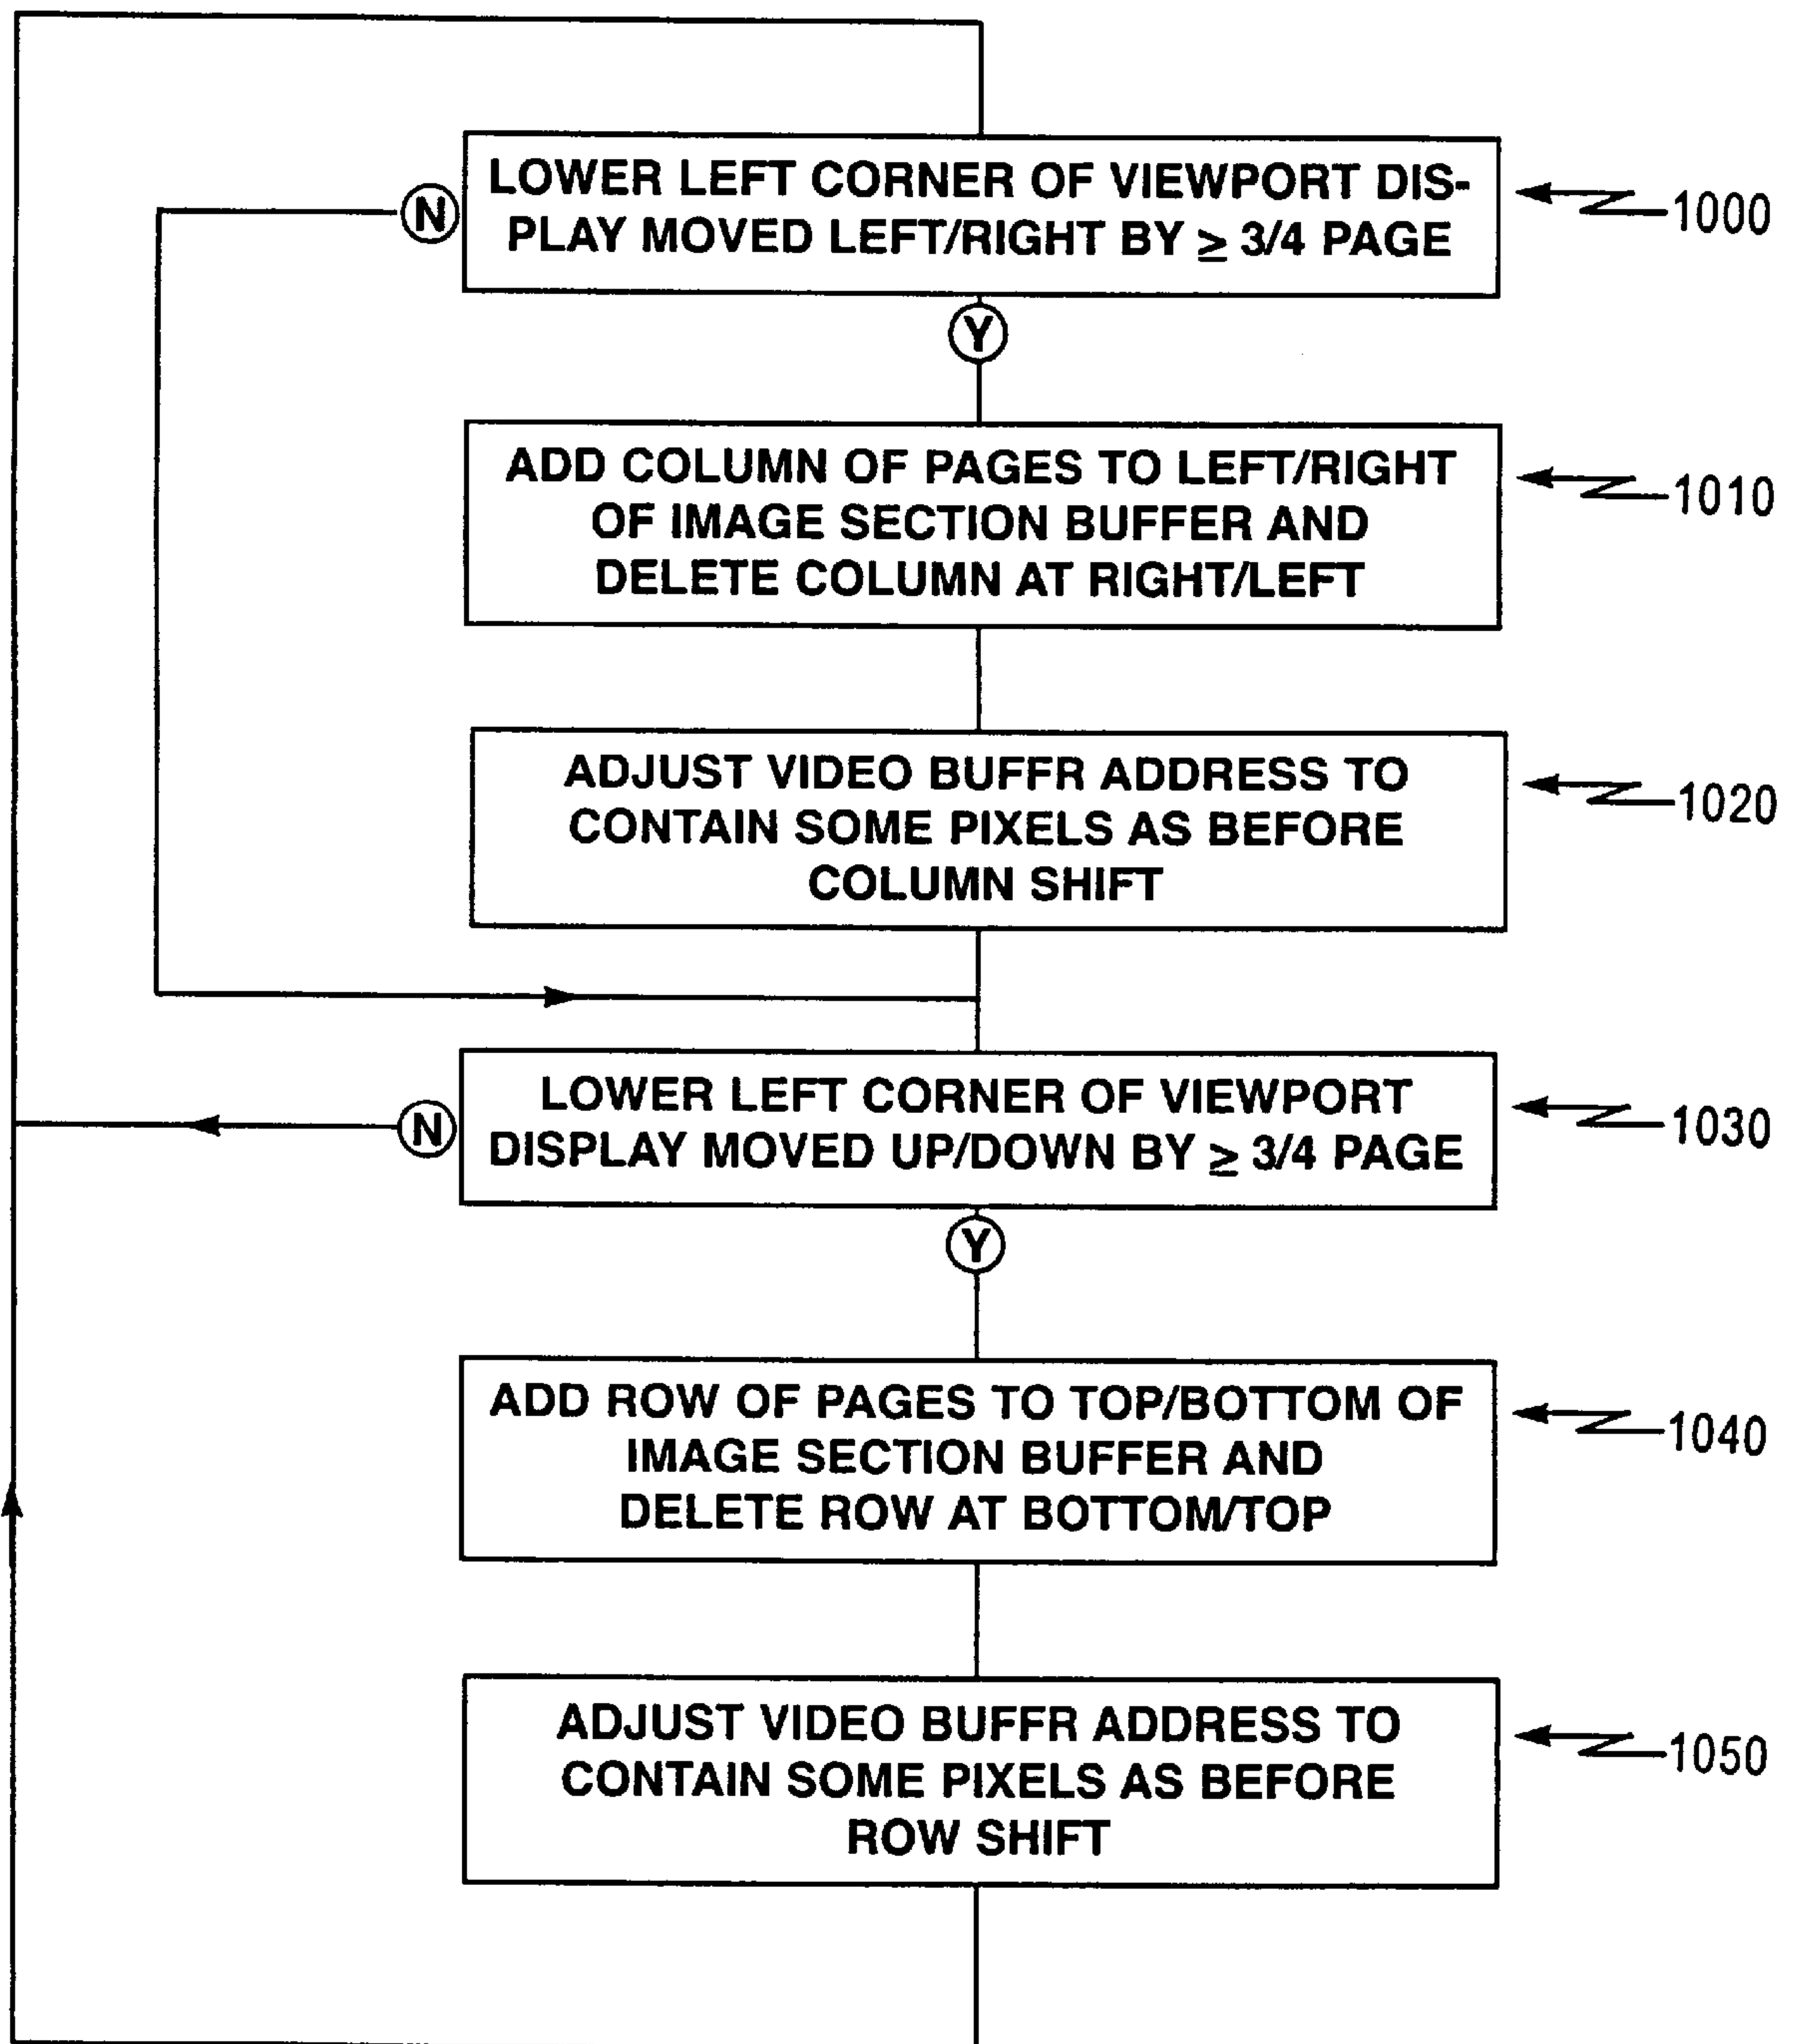 LOWER LEFT CORNER OF VIEWPORT DIS-
PLAY MOVED LEFT/RIGHT BY ≥ 3/4 PAGE
1000
N
Y
ADD COLUMN OF PAGES TO LEFT/RIGHT
OF IMAGE SECTION BUFFER AND
DELETE COLUMN AT RIGHT/LEFT
1010
ADJUST VIDEO BUFFR ADDRESS TO
CONTAIN SOME PIXELS AS BEFORE
COLUMN SHIFT
1020
LOWER LEFT CORNER OF VIEWPORT
DISPLAY MOVED UP/DOWN BY ≥ 3/4 PAGE
1030
N
Y
ADD ROW OF PAGES TO TOP/BOTTOM OF
IMAGE SECTION BUFFER AND
DELETE ROW AT BOTTOM/TOP
1040
ADJUST VIDEO BUFFR ADDRESS TO
CONTAIN SOME PIXELS AS BEFORE
ROW SHIFT
1050